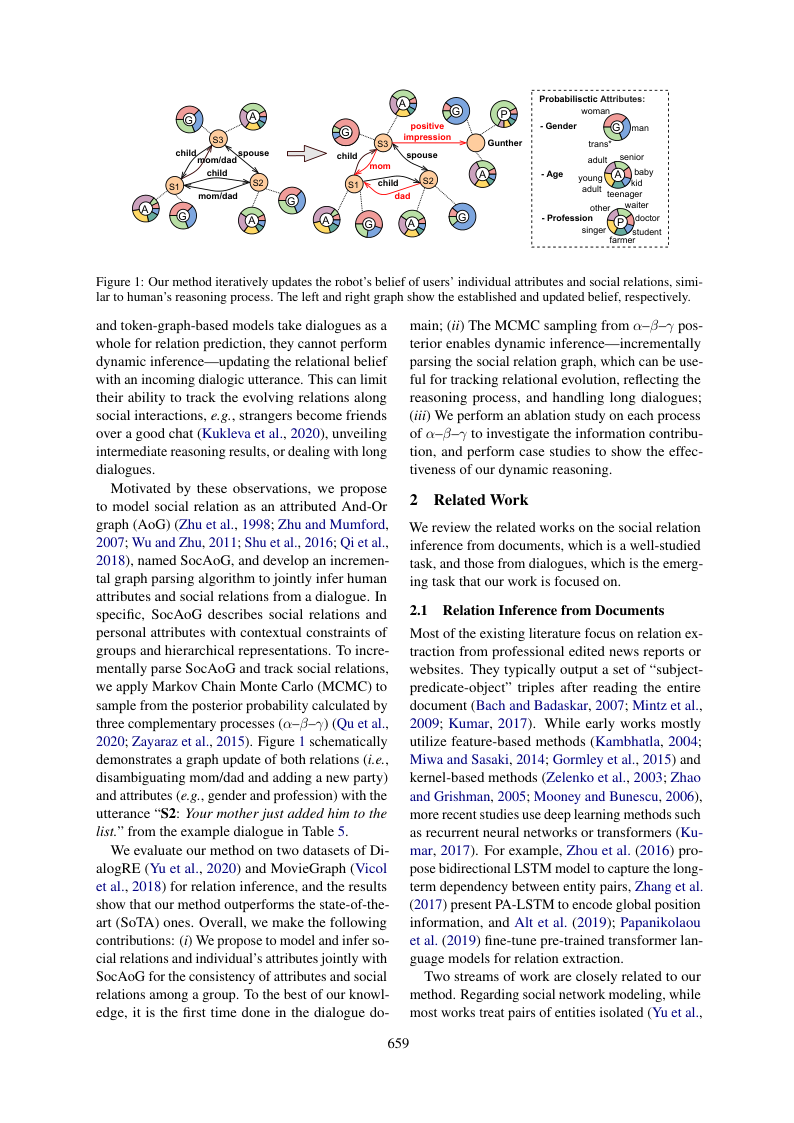 G
A
S3
child
mom/dad
spouse
child
S1
S2
mom/dad
A
G
A
G
A
G
P
G
positive
impression
S3
Gunther
child
mom
spouse
A
S1
child
S2
dad
A
G
A
G
Probabilisctic Attributes:
woman
- Gender
G
man
trans*
adult
senior
- Age
A
baby
young
adult
kid
teenager
other
waiter
- Profession
P
doctor
singer
student
farmer
Figure 1: Our method iteratively updates the robot's belief of users' individual attributes and social relations, simi-
lar to human's reasoning process. The left and right graph show the established and updated belief, respectively.
and token-graph-based models take dialogues as a
whole for relation prediction, they cannot perform
dynamic inference—updating the relational belief
with an incoming dialogic utterance. This can limit
their ability to track the evolving relations along
social interactions, e.g., strangers become friends
over a good chat (Kukleva et al., 2020), unveiling
intermediate reasoning results, or dealing with long
dialogues.
Motivated by these observations, we propose
to model social relation as an attributed And-Or
graph (AoG) (Zhu et al., 1998; Zhu and Mumford,
2007; Wu and Zhu, 2011; Shu et al., 2016; Qi et al.,
2018), named SocAoG, and develop an incremen-
tal graph parsing algorithm to jointly infer human
attributes and social relations from a dialogue. In
specific, SocAoG describes social relations and
personal attributes with contextual constraints of
groups and hierarchical representations. To incre-
mentally parse SocAoG and track social relations,
we apply Markov Chain Monte Carlo (MCMC) to
sample from the posterior probability calculated by
three complementary processes (α–β–γ) (Qu et al.,
2020; Zayaraz et al., 2015). Figure 1 schematically
demonstrates a graph update of both relations (i.e.,
disambiguating mom/dad and adding a new party)
and attributes (e.g., gender and profession) with the
utterance “S2: Your mother just added him to the
list.” from the example dialogue in Table 5.
We evaluate our method on two datasets of Di-
alogRE (Yu et al., 2020) and MovieGraph (Vicol
et al., 2018) for relation inference, and the results
show that our method outperforms the state-of-the-
art (SoTA) ones. Overall, we make the following
contributions: (i) We propose to model and infer so-
cial relations and individual's attributes jointly with
SocAoG for the consistency of attributes and social
relations among a group. To the best of our knowl-
edge, it is the first time done in the dialogue do-
main; (ii) The MCMC sampling from α–β–γ pos-
terior enables dynamic inference—incrementally
parsing the social relation graph, which can be use-
ful for tracking relational evolution, reflecting the
reasoning process, and handling long dialogues;
(iii) We perform an ablation study on each process
of α–β–γ to investigate the information contribu-
tion, and perform case studies to show the effec-
tiveness of our dynamic reasoning.
2 Related Work
We review the related works on the social relation
inference from documents, which is a well-studied
task, and those from dialogues, which is the emerg-
ing task that our work is focused on.
2.1 Relation Inference from Documents
Most of the existing literature focus on relation ex-
traction from professional edited news reports or
websites. They typically output a set of “subject-
predicate-object” triples after reading the entire
document (Bach and Badaskar, 2007; Mintz et al.,
2009; Kumar, 2017). While early works mostly
utilize feature-based methods (Kambhatla, 2004;
Miwa and Sasaki, 2014; Gormley et al., 2015) and
kernel-based methods (Zelenko et al., 2003; Zhao
and Grishman, 2005; Mooney and Bunescu, 2006),
more recent studies use deep learning methods such
as recurrent neural networks or transformers (Ku-
mar, 2017). For example, Zhou et al. (2016) pro-
pose bidirectional LSTM model to capture the long-
term dependency between entity pairs, Zhang et al.
(2017) present PA-LSTM to encode global position
information, and Alt et al. (2019); Papanikolaou
et al. (2019) fine-tune pre-trained transformer lan-
guage models for relation extraction.
Two streams of work are closely related to our
method. Regarding social network modeling, while
most works treat pairs of entities isolated (Yu et al.,
659